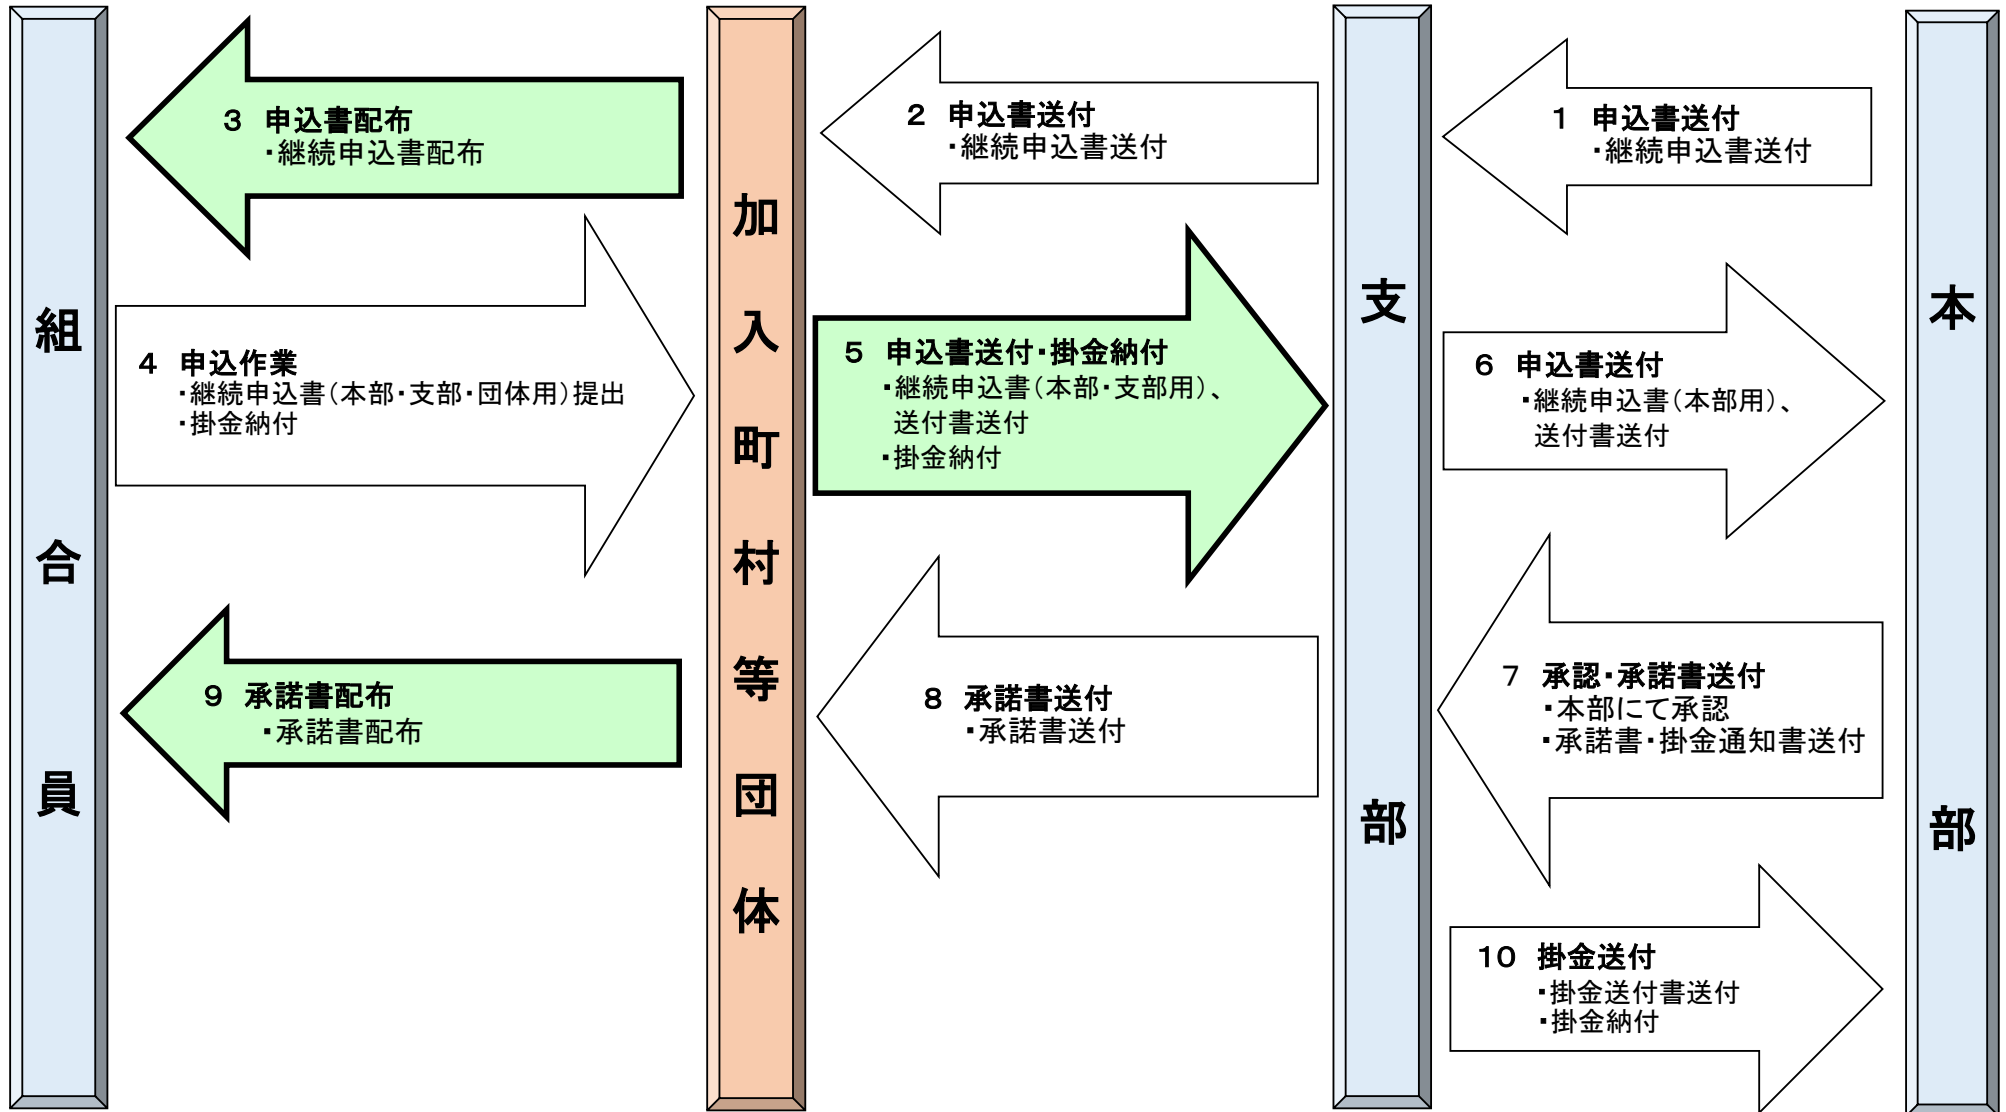 組合員
加入町村等団体
支部
本部
1 申込書送付
・継続申込書送付
2 申込書送付
・継続申込書送付
3 申込書配布
・継続申込書配布
4 申込作業
・継続申込書(本部・支部・団体用)提出
・掛金納付
5 申込書送付・掛金納付
・継続申込書(本部・支部用)、
送付書送付
・掛金納付
6 申込書送付
・継続申込書(本部用)、
送付書送付
7 承認・承諾書送付
・本部にて承認
・承諾書・掛金通知書送付
8 承諾書送付
・承諾書送付
9 承諾書配布
・承諾書配布
10 掛金送付
・掛金送付書送付
・掛金納付